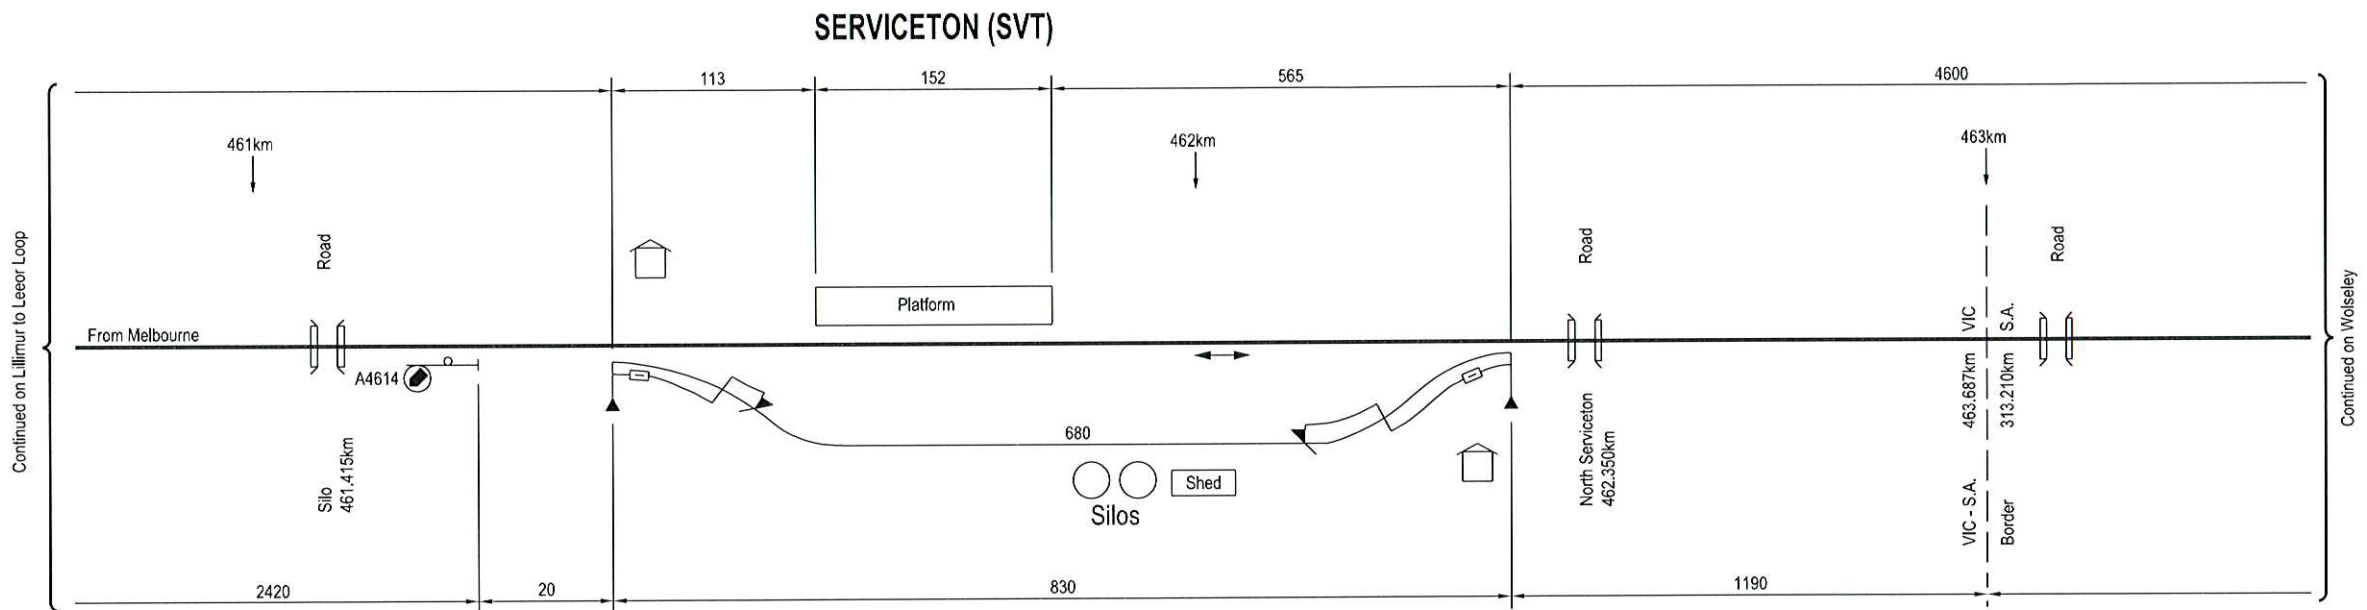 SERVICETON (SVT)
113
152
565
4600
461km
462km
463km
Continued on Lillimur to Leeor Loop
Road
Road
Road
Platform
From Melbourne
VIC
S.A.
A4614
463.687km
313.210km
Continued on Wolseley
680
Silo
461.415km
Shed
Silos
North Serviceton
462.350km
VIC - S.A.
Border
2420
20
830
1190